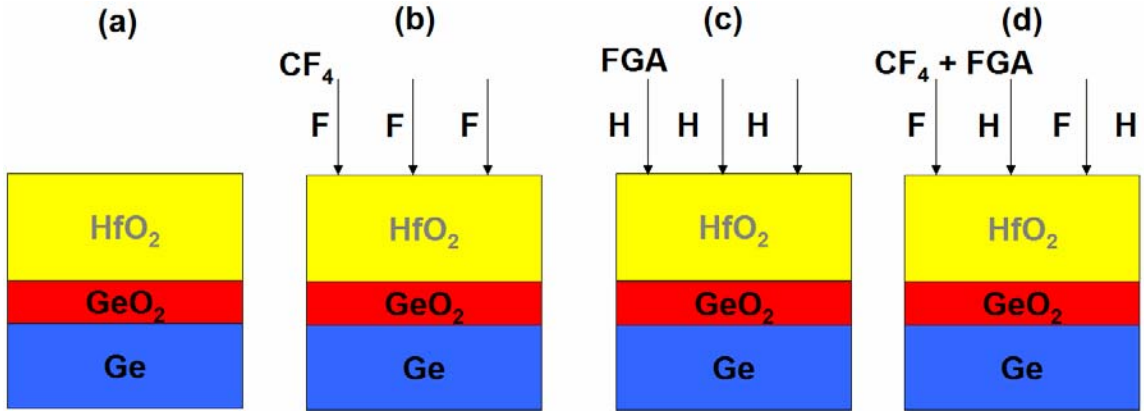 (a) (b) (c) (d)
CF₄ FGA CF₄ + FGA
F F F H H H F H F H
HfO₂ HfO₂ HfO₂ HfO₂
GeO₂ GeO₂ GeO₂ GeO₂
Ge Ge Ge Ge